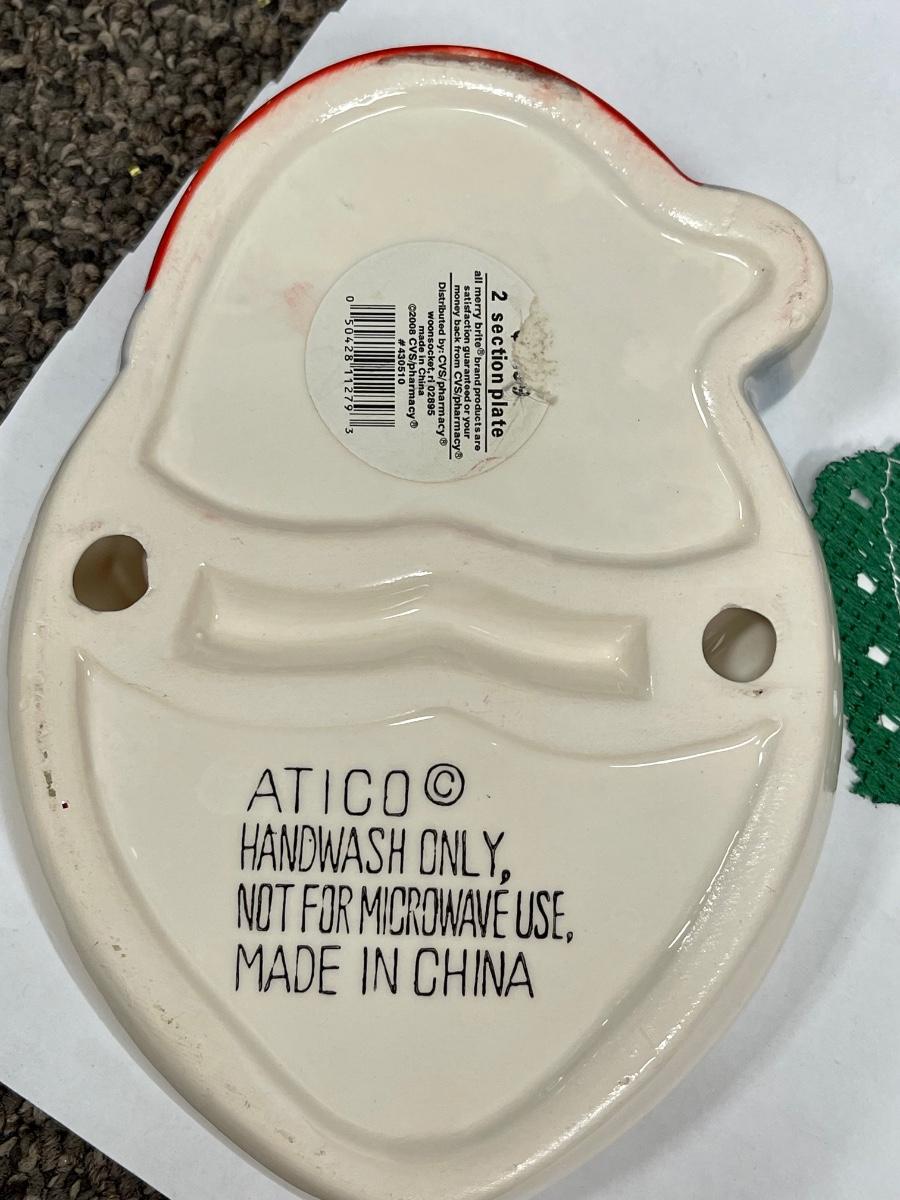 2 section plate
all merry brite® brand products are
satisfaction guaranteed or your
money back from CVS/pharmacy®
Distributed by: CVS/pharmacy®
woonsocket, ri 02895
made in China
©2008 CVS/pharmacy®
#430510
0 50428 11279 3
ATICO ©
HANDWASH ONLY,
NOT FOR MICROWAVE USE,
MADE IN CHINA